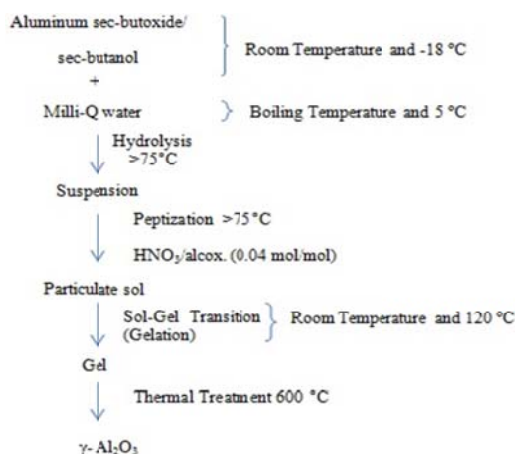 Aluminum sec-butoxide/
sec-butanol
Room Temperature and -18 °C
+
Milli-Q water
Boiling Temperature and 5 °C
Hydrolysis
>75°C
Suspension
Peptization >75°C
HNO3/alcox. (0.04 mol/mol)
Particulate sol
Sol-Gel Transition
(Gelation)
Room Temperature and 120 °C
Gel
Thermal Treatment 600 °C
γ-Al2O3